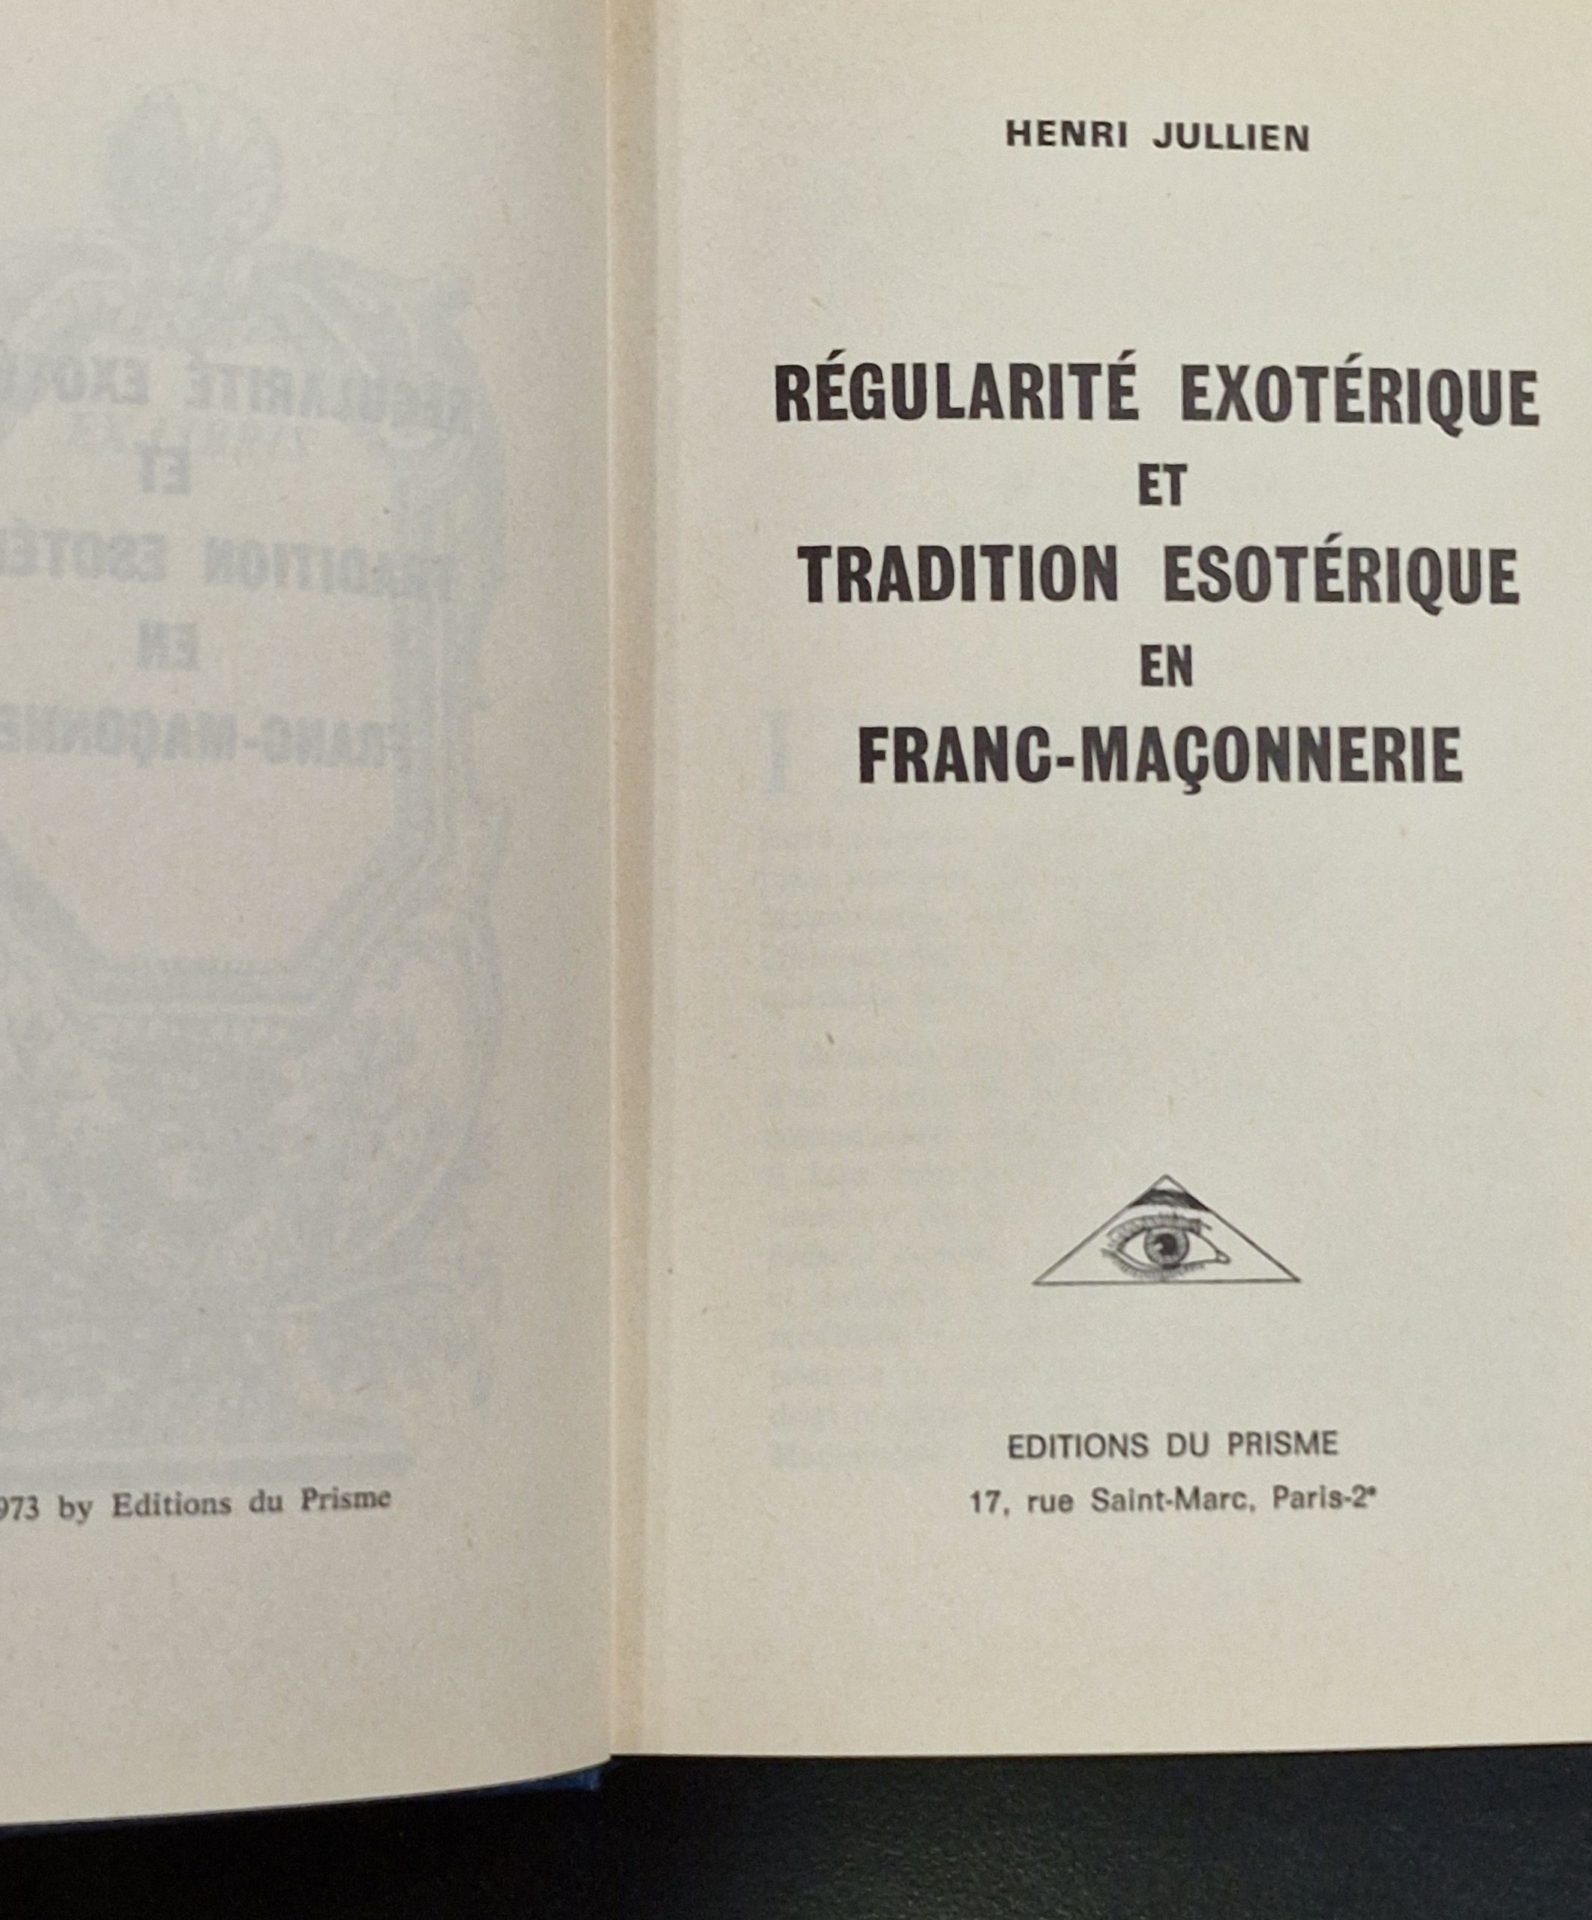 973 by Editions du Prisme
HENRI JULLIEN
RÉGULARITÉ EXOTÉRIQUE
ET
TRADITION ESOTÉRIQUE
EN
FRANC-MAÇONNERIE
EDITIONS DU PRISME
17, rue Saint-Marc, Paris-2e